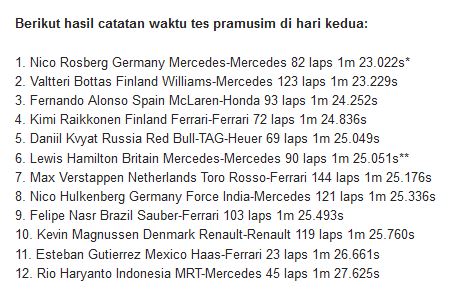 Berikut hasil catatan waktu tes pramusim di hari kedua:
1. Nico Rosberg Germany Mercedes-Mercedes 82 laps 1m 23.022s*
2. Valtteri Bottas Finland Williams-Mercedes 123 laps 1m 23.229s
3. Fernando Alonso Spain McLaren-Honda 93 laps 1m 24.252s
4. Kimi Raikkonen Finland Ferrari-Ferrari 72 laps 1m 24.836s
5. Daniil Kvyat Russia Red Bull-TAG-Heuer 69 laps 1m 25.049s
6. Lewis Hamilton Britain Mercedes-Mercedes 90 laps 1m 25.051s**
7. Max Verstappen Netherlands Toro Rosso-Ferrari 144 laps 1m 25.176s
8. Nico Hulkenberg Germany Force India-Mercedes 121 laps 1m 25.336s
9. Felipe Nasr Brazil Sauber-Ferrari 103 laps 1m 25.493s
10. Kevin Magnussen Denmark Renault-Renault 119 laps 1m 25.760s
11. Esteban Gutierrez Mexico Haas-Ferrari 23 laps 1m 26.661s
12. Rio Haryanto Indonesia MRT-Mercedes 45 laps 1m 27.625s